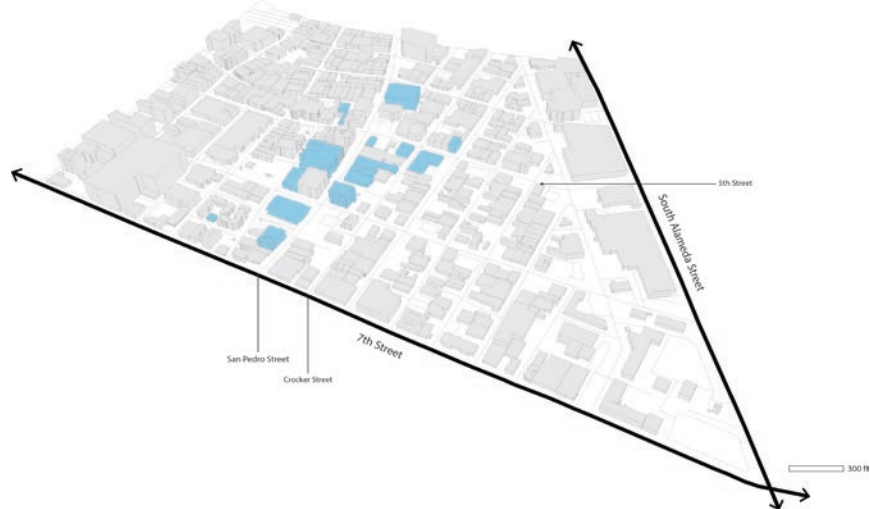 5th Street
South Alameda Street
San Pedro Street
7th Street
Crocker Street
300 ft